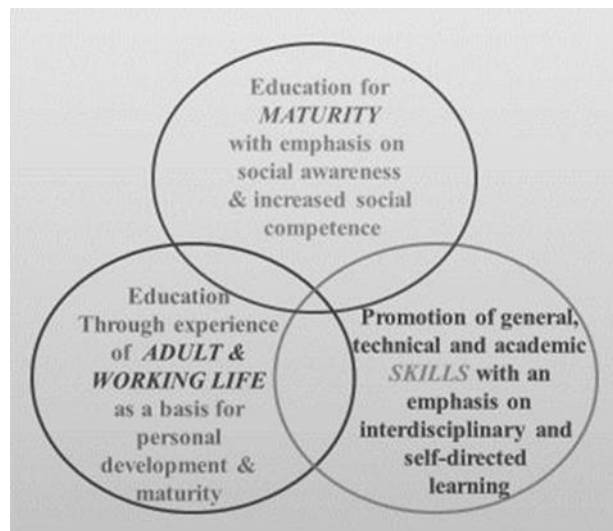 Education for
MATURITY
with emphasis on
social awareness
& increased social
competence
Education
Through experience
of ADULT &
WORKING LIFE
as a basis for
personal
development &
maturity
Promotion of general,
technical and academic
SKILLS with an
emphasis on
interdisciplinary and
self-directed
learning